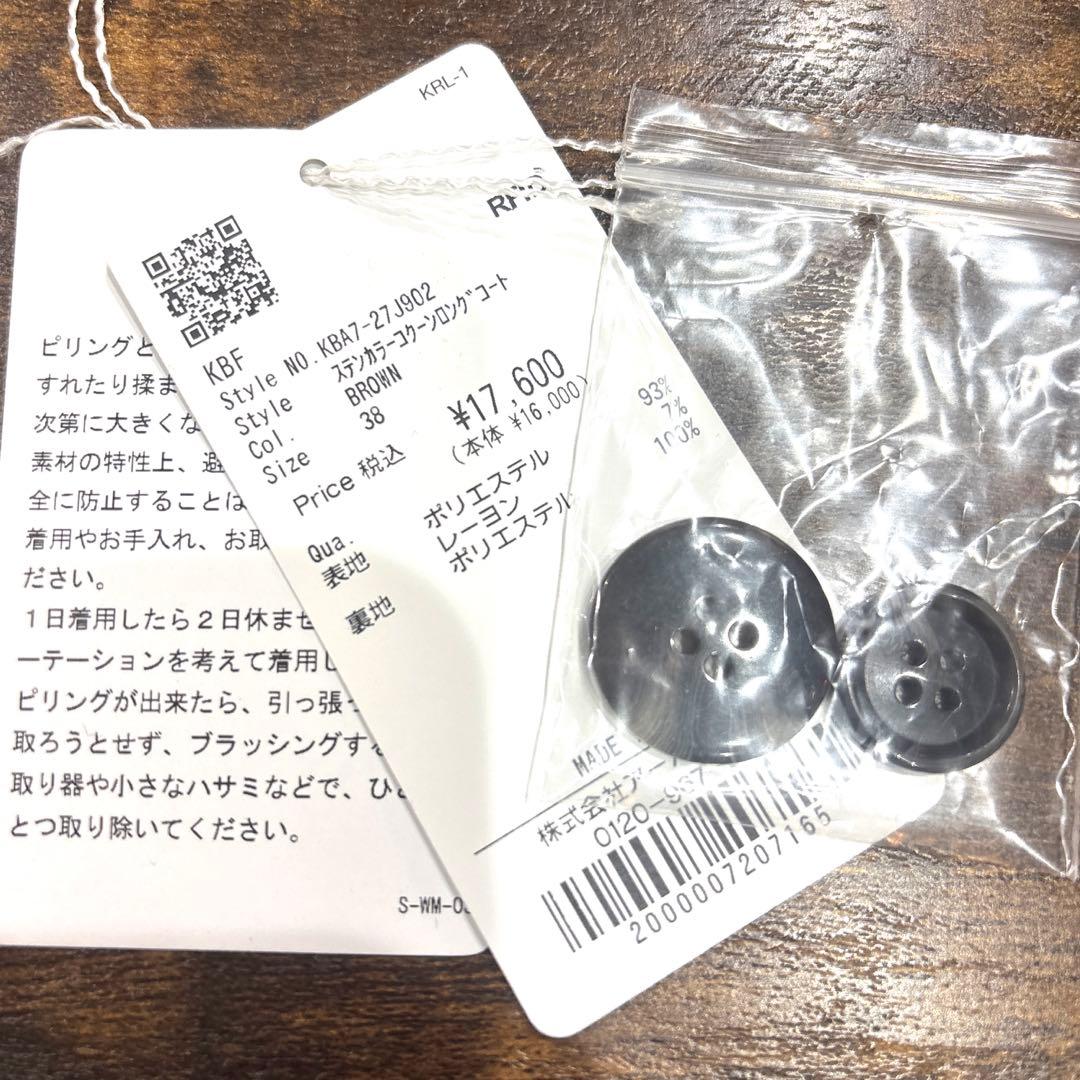 KRL-1
KBF
Style NO. KBA7-27J902
Style ステンカラーコクーンロングコート
Col. BROWN
Size 38
Price 税込 ¥17,600
(本体 ¥16,000)
Qua.
表地 ポリエステル 93%
レーヨン 7%
裏地 ポリエステル 100%
MADE
株式会社アー
0120-987
2000007207165
ピリングと
すれたり揉ま
次第に大きくな
素材の特性上、避
全に防止することは
着用やお手入れ、お取
ださい。
1日着用したら2日休ませ
ーテーションを考えて着用し
ピリングが出来たら、引っ張っ
取ろうとせず、ブラッシングする
取り器や小さなハサミなどで、ひと
とつ取り除いてください。
S-WM-0